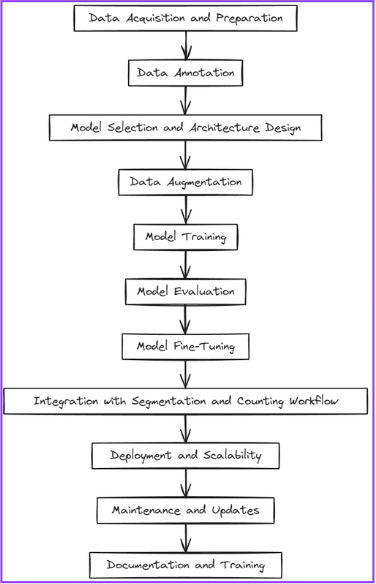 Data Acquisition and Preparation
Data Annotation
Model Selection and Architecture Design
Data Augmentation
Model Training
Model Evaluation
Model Fine-Tuning
Integration with Segmentation and Counting Workflow
Deployment and Scalability
Maintenance and Updates
Documentation and Training